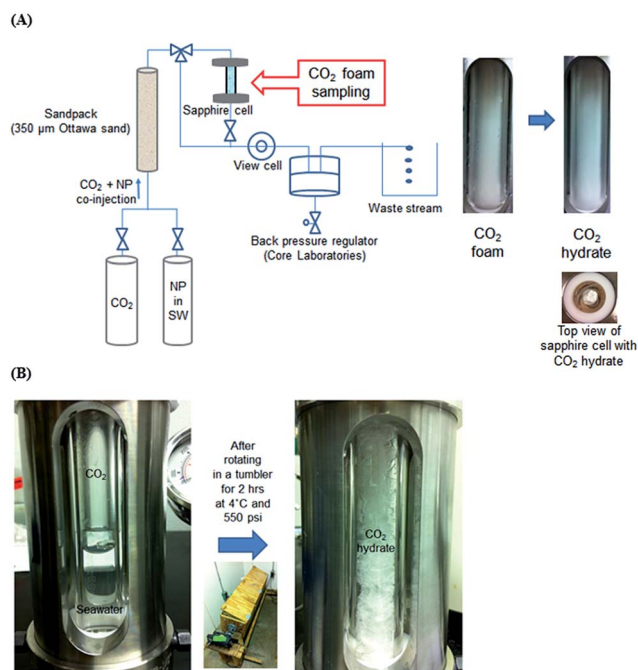 (A)
CO2 foam
sampling
Sapphire cell
Sandpack
(350 µm Ottawa sand)
View cell
CO2 + NP
co-injection
Waste stream
Back pressure regulator
(Core Laboratories)
CO2
NP
in
SW
CO2
foam
CO2
hydrate
Top view of
sapphire cell with
CO2 hydrate
(B)
CO2
Seawater
After
rotating
in a tumbler
for 2 hrs
at 4°C and
550 psi
CO2
hydrate